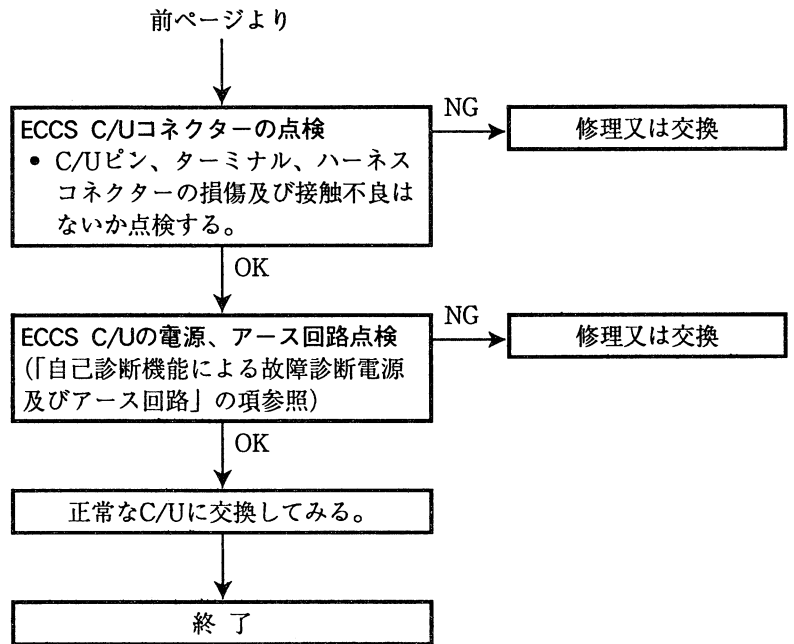 前ページより
ECCS C/Uコネクターの点検
NG
修理又は交換
• C/Uピン、ターミナル、ハーネス
コネクターの損傷及び接触不良は
ないか点検する。
OK
ECCS C/Uの電源、アース回路点検
NG
修理又は交換
(「自己診断機能による故障診断電源
及びアース回路」の項参照)
OK
正常なC/Uに交換してみる。
終 了